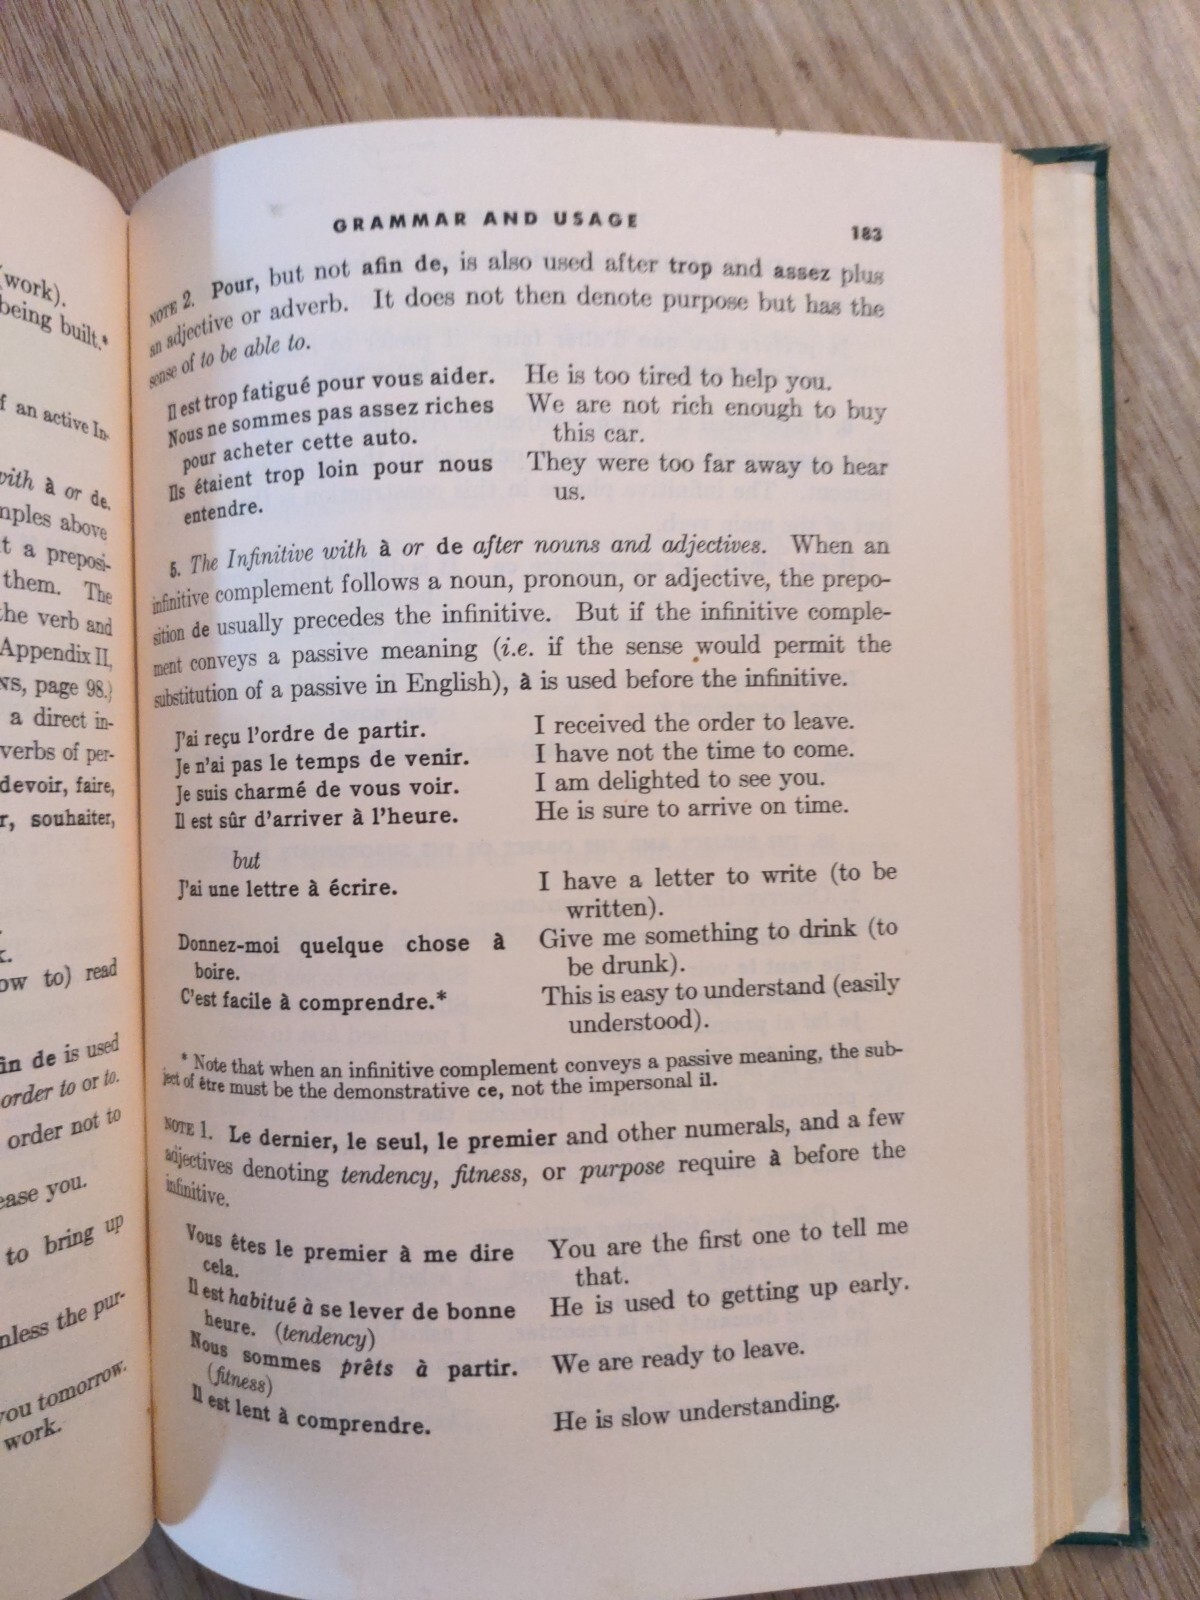 (work).
being built.*
f an active In-
with à or de.
mples above
t a preposi-
them. The
the verb and
Appendix II,
page 98.)
a direct in-
verbs of per-
devoir, faire,
r, souhaiter,
k.
ow to) read
in de is used
order to or to.
order not to
ease you.
to bring up
nless the pur-
you tomorrow.
work.
GRAMMAR AND USAGE
183
NOTE 2. Pour, but not afin de, is also used after trop and assez plus
an adjective or adverb. It does not then denote purpose but has the
sense of to be able to.
Il est trop fatigué pour vous aider. He is too tired to help you.
Nous ne sommes pas assez riches We are not rich enough to buy
pour acheter cette auto. this car.
Ils étaient trop loin pour nous They were too far away to hear
entendre. us.
5. The Infinitive with à or de after nouns and adjectives. When an
infinitive complement follows a noun, pronoun, or adjective, the prepo-
sition de usually precedes the infinitive. But if the infinitive comple-
ment conveys a passive meaning (i.e. if the sense would permit the
substitution of a passive in English), à is used before the infinitive.
J'ai reçu l'ordre de partir. I received the order to leave.
Je n'ai pas le temps de venir. I have not the time to come.
Je suis charmé de vous voir. I am delighted to see you.
Il est sûr d'arriver à l'heure. He is sure to arrive on time.
but
J'ai une lettre à écrire. I have a letter to write (to be
written).
Donnez-moi quelque chose à Give me something to drink (to
boire. be drunk).
C'est facile à comprendre.* This is easy to understand (easily
understood).
* Note that when an infinitive complement conveys a passive meaning, the sub-
ject of être must be the demonstrative ce, not the impersonal il.
NOTE 1. Le dernier, le seul, le premier and other numerals, and a few
adjectives denoting tendency, fitness, or purpose require à before the
infinitive.
Vous êtes le premier à me dire You are the first one to tell me
cela. that.
Il est habitué à se lever de bonne He is used to getting up early.
heure. (tendency)
Nous sommes prêts à partir. We are ready to leave.
(fitness)
Il est lent à comprendre. He is slow understanding.